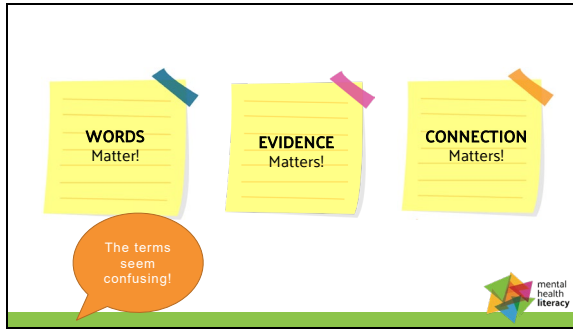 WORDS
Matter!
EVIDENCE
Matters!
CONNECTION
Matters!
The terms
seem
confusing!
mental
health
literacy